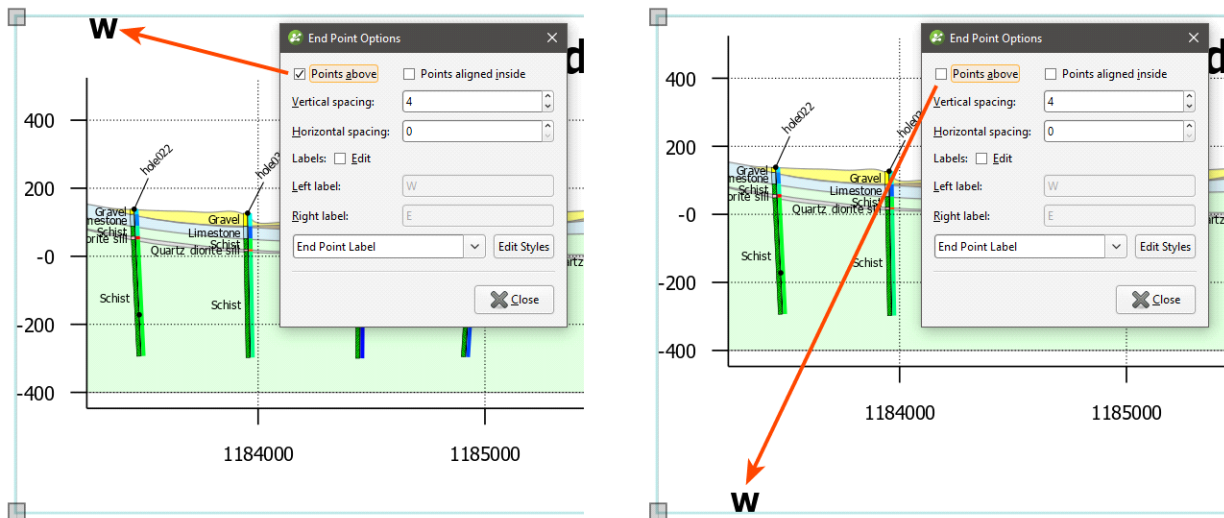 W
End Point Options
Points above
Points aligned inside
Vertical spacing:
4
Horizontal spacing:
0
Labels:
Edit
Left label:
W
Right label:
E
End Point Label
Edit Styles
Close
d
400
200
-0
-200
-400
hole022
Gravel
Schist
Schist
Gravel
Limestone
Schist
Quartz diorite sill
Schist
1184000
1185000
End Point Options
Points above
Points aligned inside
Vertical spacing:
4
Horizontal spacing:
0
Labels:
Edit
Left label:
W
Right label:
E
End Point Label
Edit Styles
Close
d
400
200
-0
-200
-400
hole022
Gravel
Schist
Schist
Gravel
Limestone
Schist
Quartz diorite sill
Schist
1184000
1185000
W